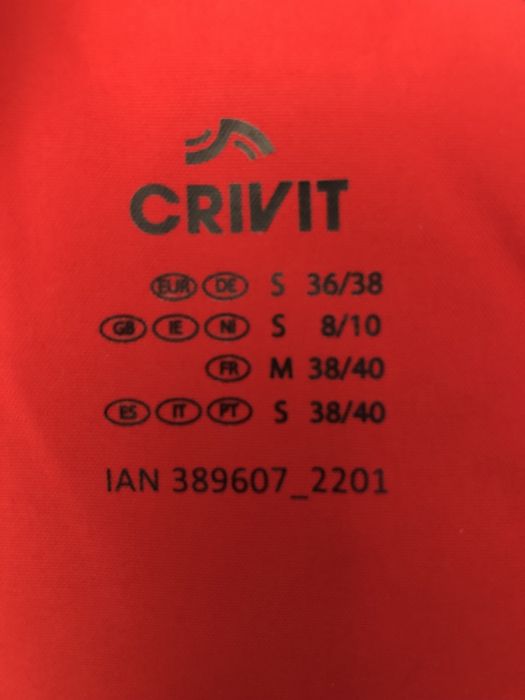 CRIVIT
EUR DE S 36/38
GB IE NI S 8/10
FR M 38/40
ES IT PT S 38/40
IAN 389607_2201